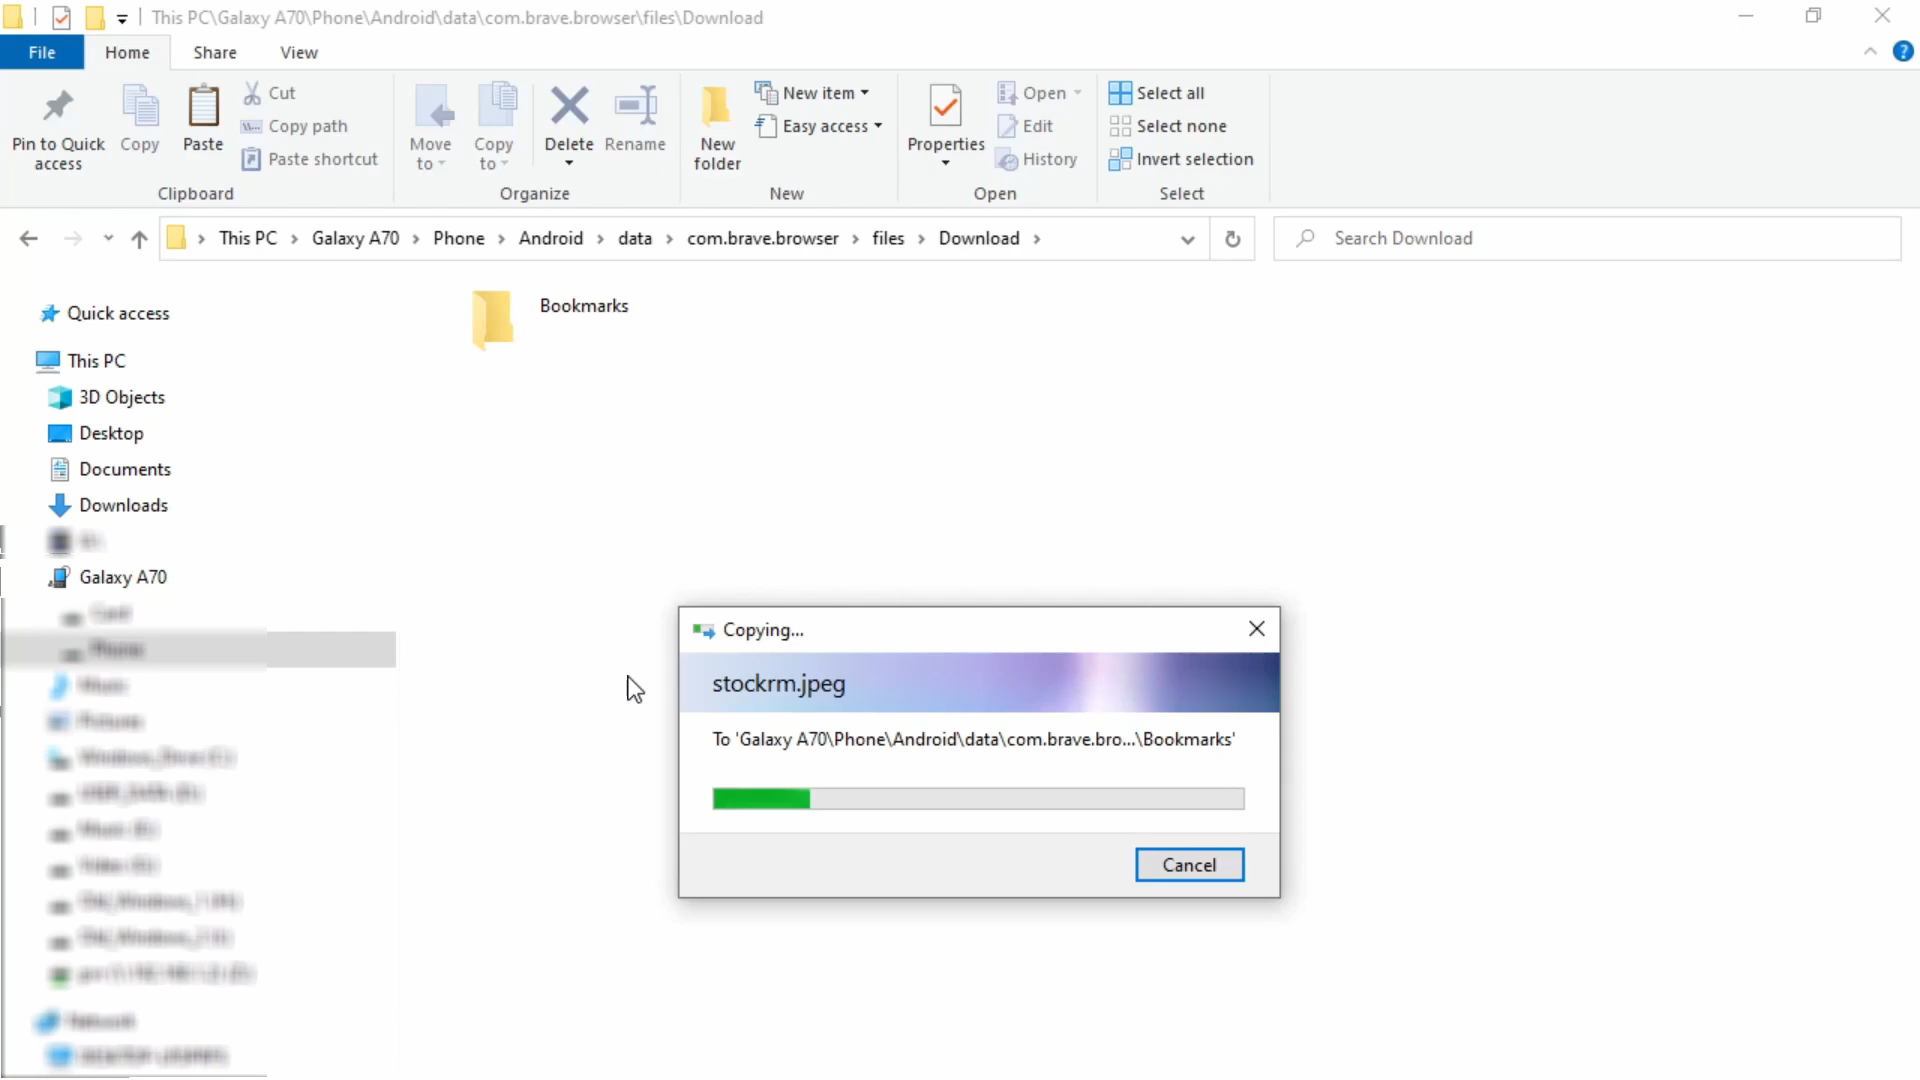 This PC\Galaxy A70\Phone\Android\data\com.brave.browser\files\Download
File Home Share View
Pin to Quick access
Copy
Paste
Cut
Copy path
Paste shortcut
Clipboard
Move to
Copy to
Delete
Rename
Organize
New folder
New item
Easy access
New
Properties
Open
Edit
History
Open
Select all
Select none
Invert selection
Select
This PC Galaxy A70 Phone Android data com.brave.browser files Download
Search Download
Quick access
This PC
3D Objects
Desktop
Documents
Downloads
Galaxy A70
Phone
Music
Pictures
Network
Bookmarks
Copying...
stockrm.jpeg
To 'Galaxy A70\Phone\Android\data\com.brave.bro...\Bookmarks'
Cancel